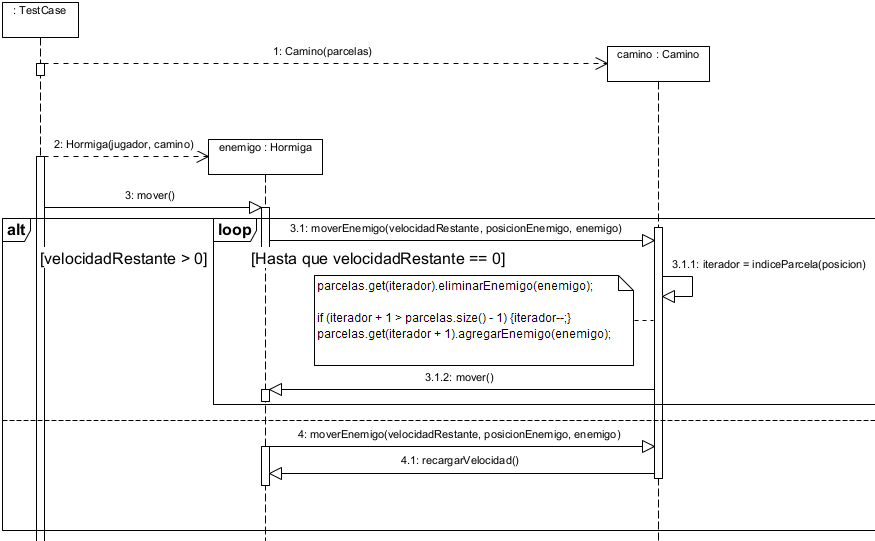 : TestCase
1: Camino(parcelas)
camino : Camino
2: Hormiga(jugador, camino)
enemigo : Hormiga
3: mover()
alt
loop
3.1: moverEnemigo(velocidadRestante, posicionEnemigo, enemigo)
[velocidadRestante > 0]
[Hasta que velocidadRestante == 0]
3.1.1: iterador = indiceParcela(posicion)
parcelas.get(iterador).eliminarEnemigo(enemigo);
if (iterador + 1 > parcelas.size() - 1) {iterador--;}
parcelas.get(iterador + 1).agregarEnemigo(enemigo);
3.1.2: mover()
4: moverEnemigo(velocidadRestante, posicionEnemigo, enemigo)
4.1: recargarVelocidad()